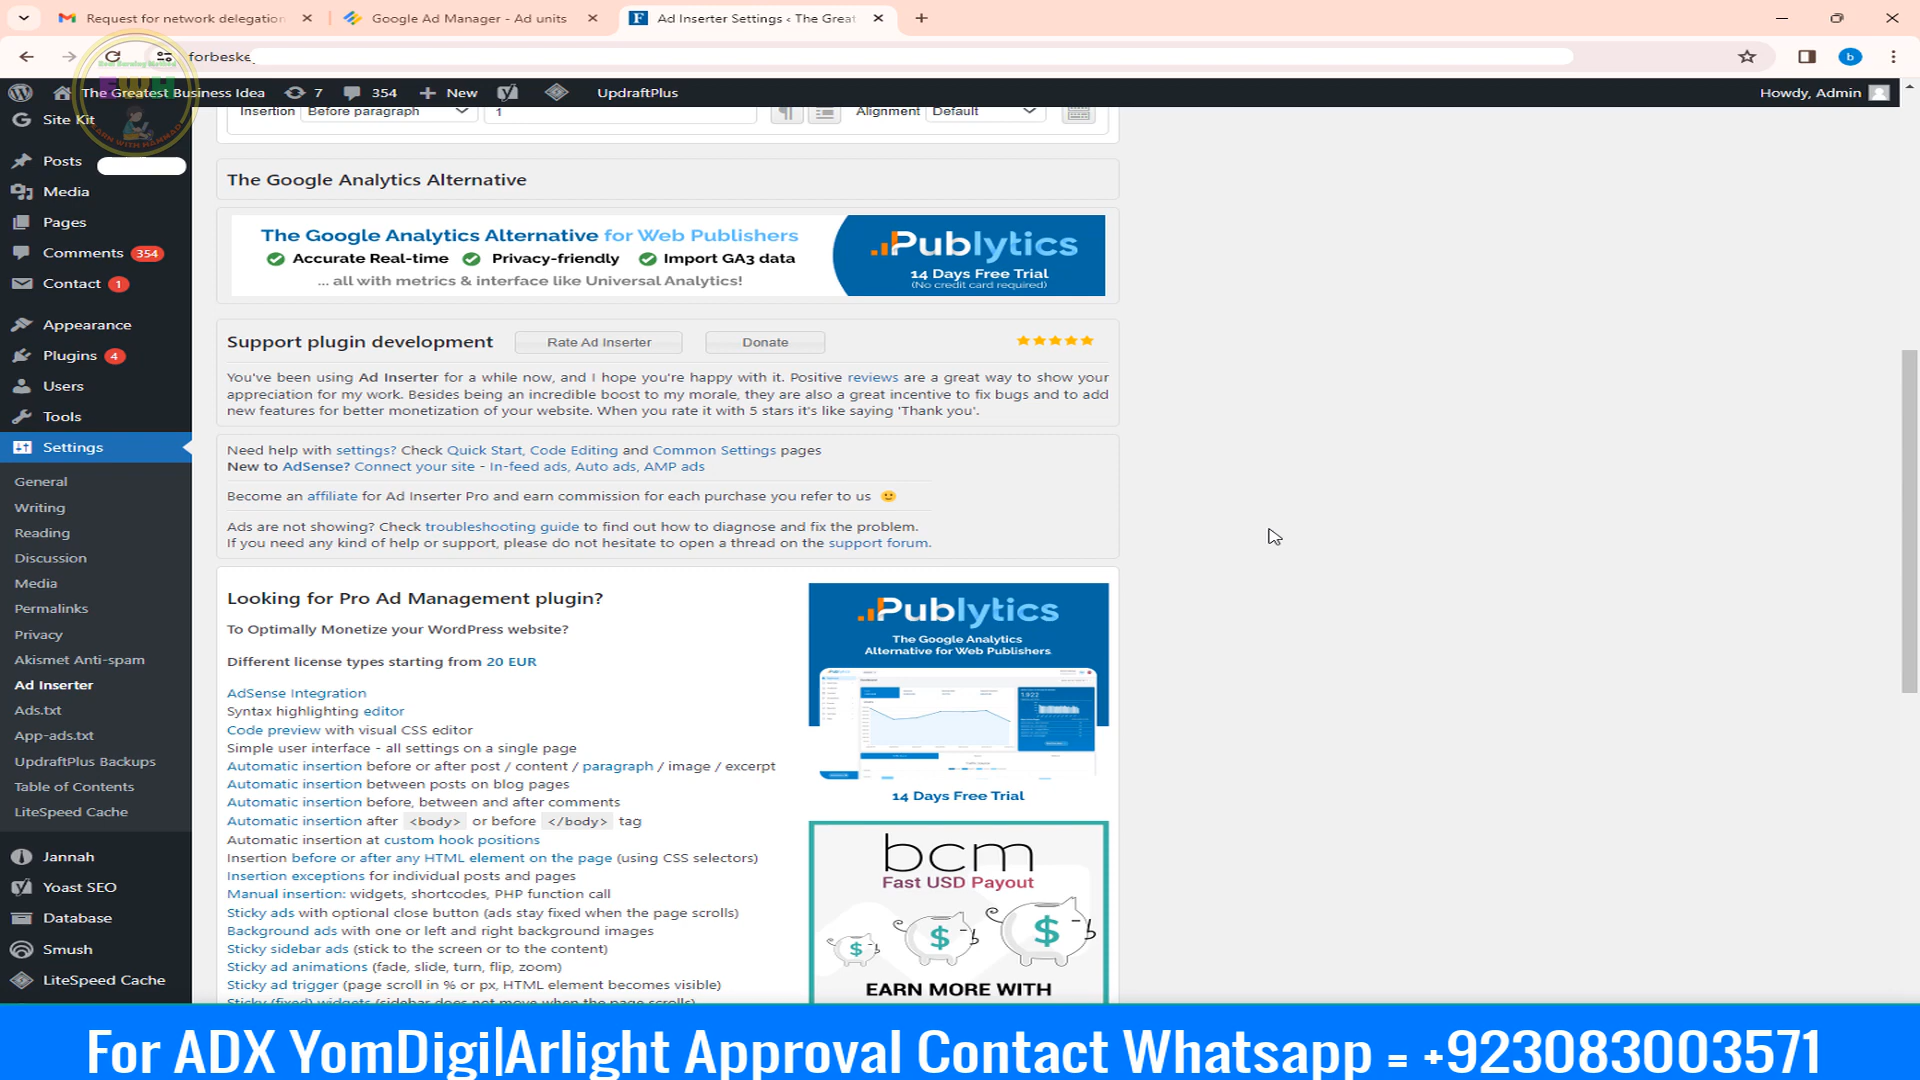 Request for network delegation
Google Ad Manager - Ad units
Ad Inserter Settings ‹ The Great
forbeske
The Greatest Business Idea
7
354
New
UpdraftPlus
Howdy, Admin
Site Kit
Posts
Media
Pages
Comments 354
Contact 1
Appearance
Plugins 4
Users
Tools
Settings
General
Writing
Reading
Discussion
Media
Permalinks
Privacy
Akismet Anti-spam
Ad Inserter
Ads.txt
App-ads.txt
UpdraftPlus Backups
Table of Contents
LiteSpeed Cache
Jannah
Yoast SEO
Database
Smush
LiteSpeed Cache
Insertion Before paragraph 1 Alignment Default
The Google Analytics Alternative
The Google Analytics Alternative for Web Publishers
Accurate Real-time Privacy-friendly Import GA3 data
... all with metrics & interface like Universal Analytics!
Publytics
14 Days Free Trial
(No credit card required)
Support plugin development Rate Ad Inserter Donate
You've been using Ad Inserter for a while now, and I hope you're happy with it. Positive reviews are a great way to show your
appreciation for my work. Besides being an incredible boost to my morale, they are also a great incentive to fix bugs and to add
new features for better monetization of your website. When you rate it with 5 stars it's like saying 'Thank you'.
Need help with settings? Check Quick Start, Code Editing and Common Settings pages
New to AdSense? Connect your site - In-feed ads, Auto ads, AMP ads
Become an affiliate for Ad Inserter Pro and earn commission for each purchase you refer to us
Ads are not showing? Check troubleshooting guide to find out how to diagnose and fix the problem.
If you need any kind of help or support, please do not hesitate to open a thread on the support forum.
Looking for Pro Ad Management plugin?
To Optimally Monetize your WordPress website?
Different license types starting from 20 EUR
AdSense Integration
Syntax highlighting editor
Code preview with visual CSS editor
Simple user interface - all settings on a single page
Automatic insertion before or after post / content / paragraph / image / excerpt
Automatic insertion between posts on blog pages
Automatic insertion before, between and after comments
Automatic insertion after <body> or before </body> tag
Automatic insertion at custom hook positions
Insertion before or after any HTML element on the page (using CSS selectors)
Insertion exceptions for individual posts and pages
Manual insertion: widgets, shortcodes, PHP function call
Sticky ads with optional close button (ads stay fixed when the page scrolls)
Background ads with one or left and right background images
Sticky sidebar ads (stick to the screen or to the content)
Sticky ad animations (fade, slide, turn, flip, zoom)
Sticky ad trigger (page scroll in % or px, HTML element becomes visible)
Sticky (fixed) widgets (sidebar does not move when the page scrolls)
Publytics
The Google Analytics
Alternative for Web Publishers
14 Days Free Trial
bcm
Fast USD Payout
EARN MORE WITH
For ADX YomDigi|Arlight Approval Contact Whatsapp = +923083003571